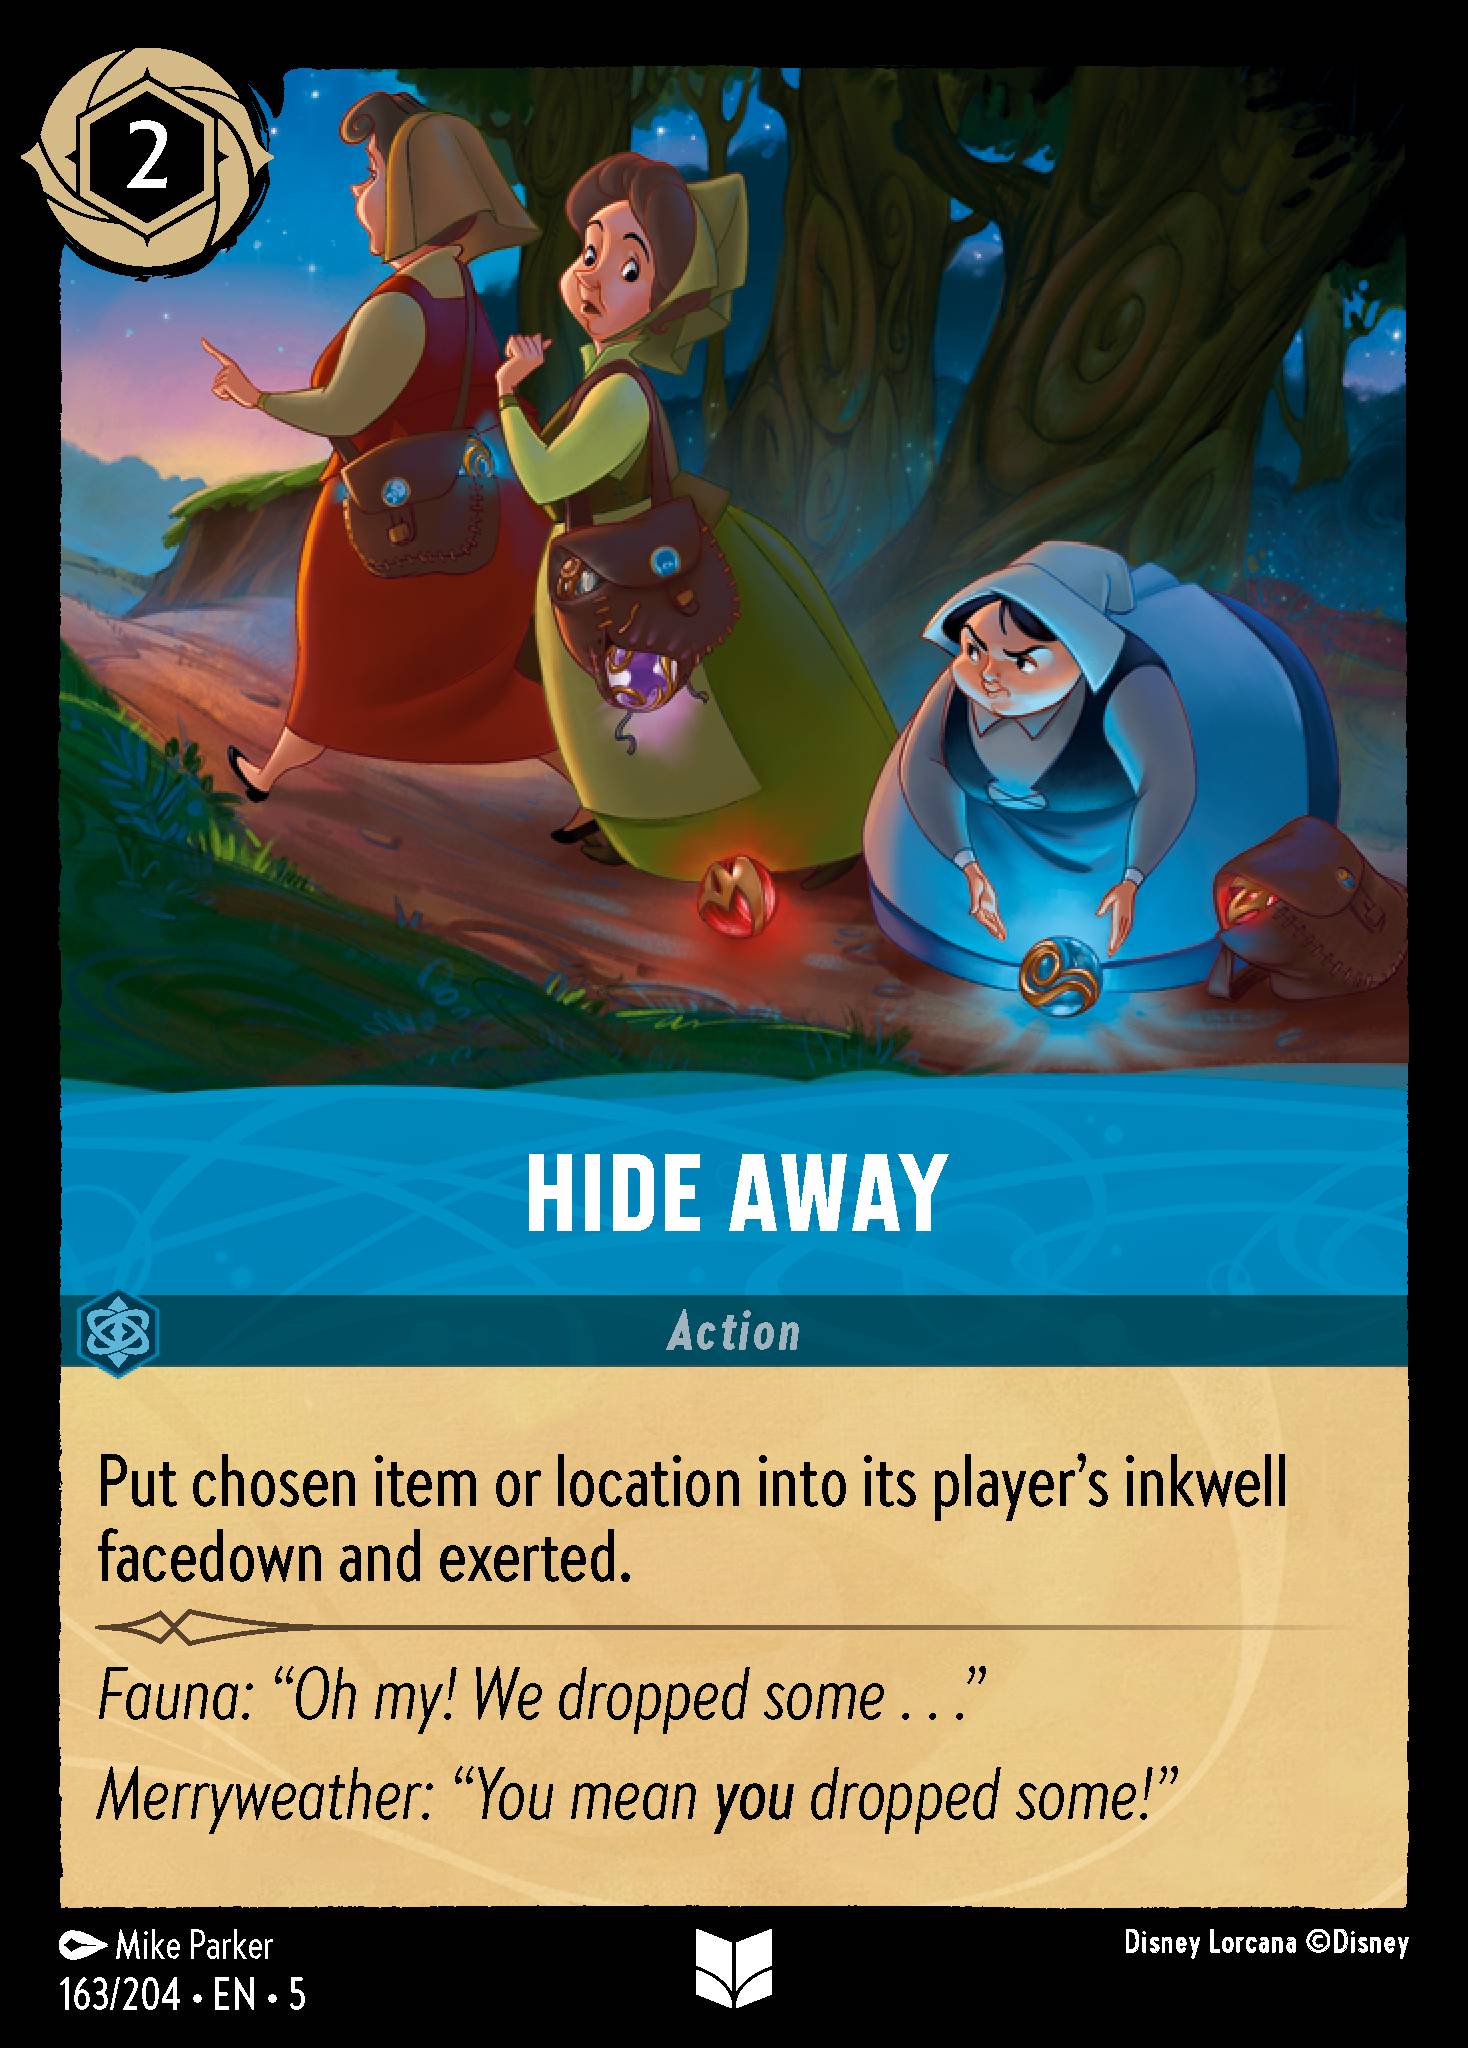 2
HIDE AWAY
Action
Put chosen item or location into its player’s inkwell
facedown and exerted.
Fauna: “Oh my! We dropped some . . .”
Merryweather: “You mean you dropped some!”
Mike Parker
Disney Lorcana ©Disney
163/204 • EN • 5